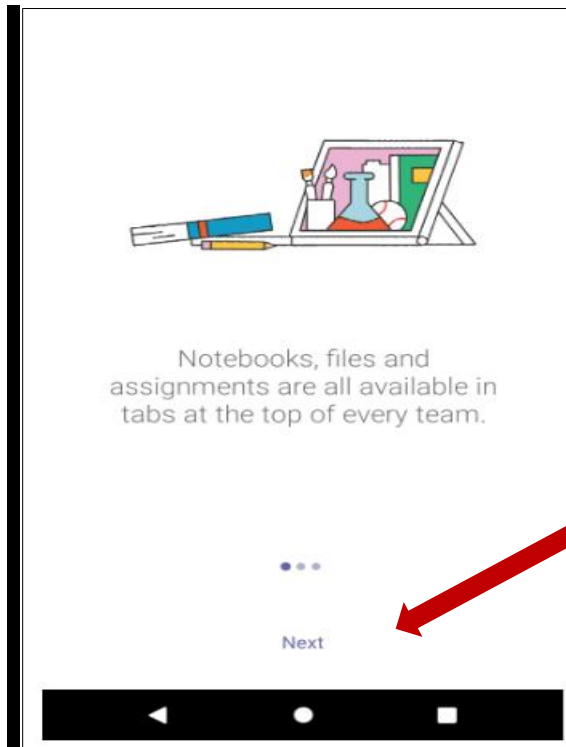 Notebooks, files and
assignments are all available in
tabs at the top of every team.
Next